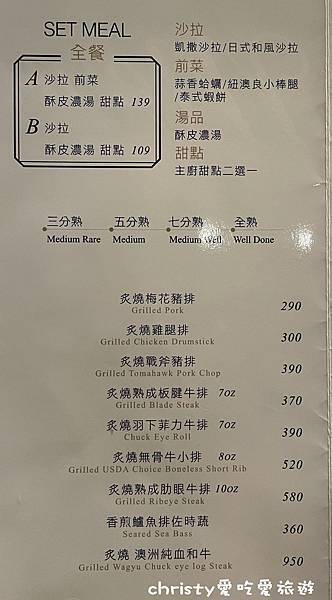 SET MEAL
全餐
A 沙拉 前菜
酥皮濃湯 甜點 139
B 沙拉
酥皮濃湯 甜點 109
沙拉
凱撒沙拉/日式和風沙拉
前菜
蒜香蛤蠣/紐澳良小棒腿
/泰式蝦餅
湯品
酥皮濃湯
甜點
主廚甜點二選一
三分熟 五分熟 七分熟 全熟
Medium Rare Medium Medium Well Well Done
炙燒梅花豬排 290
Grilled Pork
炙燒雞腿排 300
Grilled Chicken Drumstick
炙燒戰斧豬排 390
Grilled Tomahawk Pork Chop
炙燒熟成板腱牛排 7oz 370
Grilled Blade Steak
炙燒羽下菲力牛排 7oz 390
Chuck Eye Roll
炙燒無骨牛小排 8oz 520
Grilled USDA Choice Boneless Short Rib
炙燒熟成肋眼牛排 10oz 580
Grilled Ribeye Steak
香煎鱸魚排佐時蔬 360
Seared Sea Bass
炙燒 澳洲純血和牛 950
Grilled Wagyu Chuck eye log Steak
christy愛吃愛旅遊